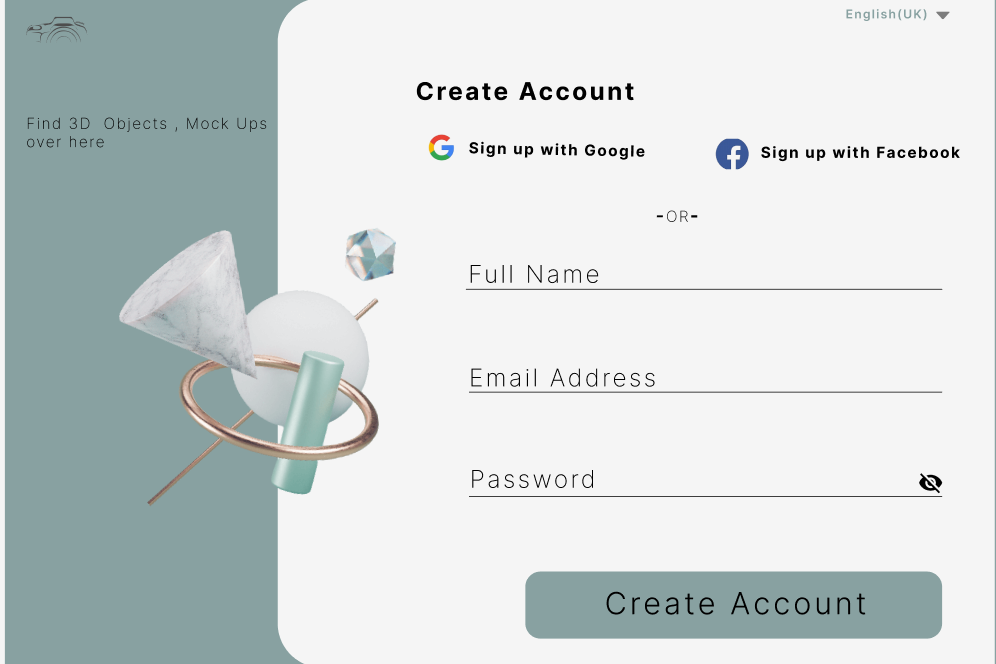 English(UK)
Create Account
Find 3D Objects , Mock Ups
over here
Sign up with Google
Sign up with Facebook
-OR-
Full Name
Email Address
Password
Create Account